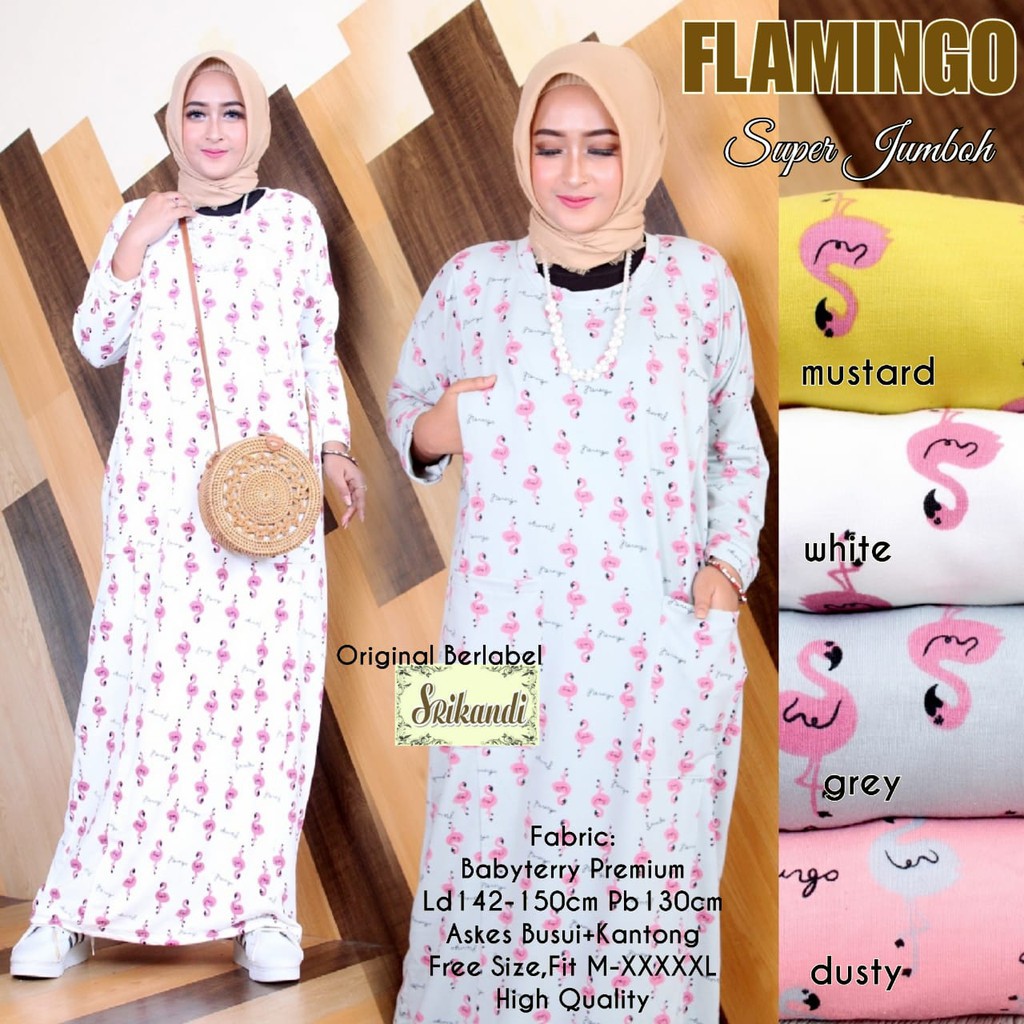 FLAMINGO
Super Jumboh
mustard
white
grey
dusty
Original Berlabel
Srikandi
Fabric:
Babyterry Premium
Ld142-150cm Pb130cm
Askes Busui+Kantong
Free Size,Fit M-XXXXXL
High Quality